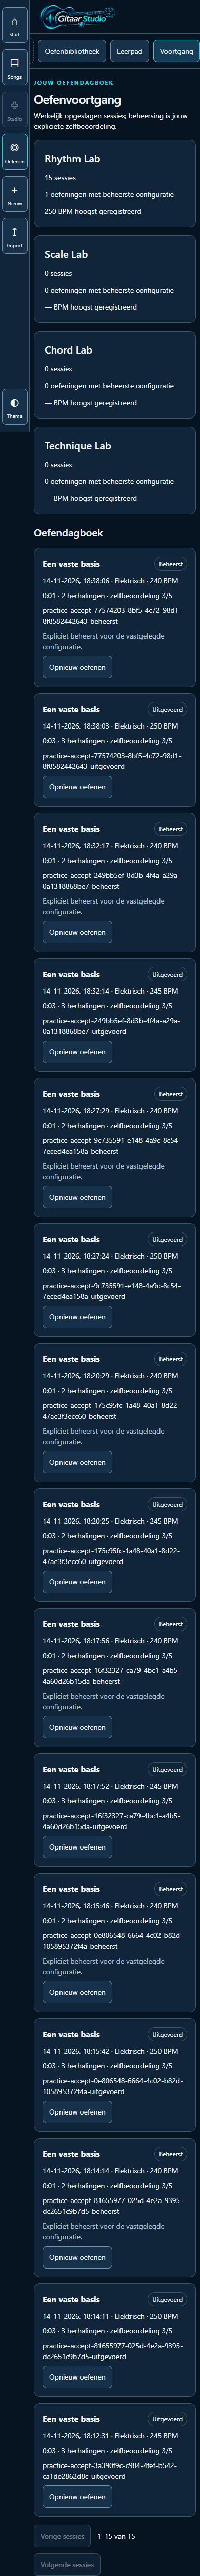 GitaarStudio
Start
Songs
Studio
Oefenen
Nieuw
Import
Thema
Oefenbibliotheek
Leerpad
Voortgang
JOUW OEFENDAGBOEK
Oefenvoortgang
Werkelijk opgeslagen sessies; beheersing is jouw
expliciete zelfbeoordeling.
Rhythm Lab
15 sessies
1 oefeningen met beheerste configuratie
250 BPM hoogst geregistreerd
Scale Lab
0 sessies
0 oefeningen met beheerste configuratie
— BPM hoogst geregistreerd
Chord Lab
0 sessies
0 oefeningen met beheerste configuratie
— BPM hoogst geregistreerd
Technique Lab
0 sessies
0 oefeningen met beheerste configuratie
— BPM hoogst geregistreerd
Oefendagboek
Een vaste basis
Beheerst
14-11-2026, 18:38:06 · Elektrisch · 240 BPM
0:01 · 2 herhalingen · zelfbeoordeling 3/5
practice-accept-77574203-8bf5-4c72-98d1-
8f8582442643-beheerst
Expliciet beheerst voor de vastgelegde
configuratie.
Opnieuw oefenen
Een vaste basis
Uitgevoerd
14-11-2026, 18:38:03 · Elektrisch · 250 BPM
0:03 · 3 herhalingen · zelfbeoordeling 3/5
practice-accept-77574203-8bf5-4c72-98d1-
8f8582442643-uitgevoerd
Opnieuw oefenen
Een vaste basis
Beheerst
14-11-2026, 18:32:17 · Elektrisch · 240 BPM
0:01 · 2 herhalingen · zelfbeoordeling 3/5
practice-accept-249bb5ef-8d3b-4f4a-a29a-
0a1318868be7-beheerst
Expliciet beheerst voor de vastgelegde
configuratie.
Opnieuw oefenen
Een vaste basis
Uitgevoerd
14-11-2026, 18:32:14 · Elektrisch · 245 BPM
0:03 · 3 herhalingen · zelfbeoordeling 3/5
practice-accept-249bb5ef-8d3b-4f4a-a29a-
0a1318868be7-uitgevoerd
Opnieuw oefenen
Een vaste basis
Beheerst
14-11-2026, 18:27:29 · Elektrisch · 240 BPM
0:01 · 2 herhalingen · zelfbeoordeling 3/5
practice-accept-9c735591-e148-4a9c-8c54-
7eced4ea158a-beheerst
Expliciet beheerst voor de vastgelegde
configuratie.
Opnieuw oefenen
Een vaste basis
Uitgevoerd
14-11-2026, 18:27:24 · Elektrisch · 250 BPM
0:03 · 3 herhalingen · zelfbeoordeling 3/5
practice-accept-9c735591-e148-4a9c-8c54-
7eced4ea158a-uitgevoerd
Opnieuw oefenen
Een vaste basis
Beheerst
14-11-2026, 18:20:29 · Elektrisch · 240 BPM
0:01 · 2 herhalingen · zelfbeoordeling 3/5
practice-accept-175c95fc-1a48-40a1-8d22-
47ae3f3ecc60-beheerst
Expliciet beheerst voor de vastgelegde
configuratie.
Opnieuw oefenen
Een vaste basis
Uitgevoerd
14-11-2026, 18:20:25 · Elektrisch · 245 BPM
0:03 · 2 herhalingen · zelfbeoordeling 3/5
practice-accept-175c95fc-1a48-40a1-8d22-
47ae3f3ecc60-uitgevoerd
Opnieuw oefenen
Een vaste basis
Beheerst
14-11-2026, 18:17:56 · Elektrisch · 240 BPM
0:01 · 2 herhalingen · zelfbeoordeling 3/5
practice-accept-16f32327-ca79-4bc1-a4b5-
4a60d26b15da-beheerst
Expliciet beheerst voor de vastgelegde
configuratie.
Opnieuw oefenen
Een vaste basis
Uitgevoerd
14-11-2026, 18:17:52 · Elektrisch · 245 BPM
0:03 · 3 herhalingen · zelfbeoordeling 3/5
practice-accept-16f32327-ca79-4bc1-a4b5-
4a60d26b15da-uitgevoerd
Opnieuw oefenen
Een vaste basis
Beheerst
14-11-2026, 18:15:46 · Elektrisch · 240 BPM
0:01 · 2 herhalingen · zelfbeoordeling 3/5
practice-accept-0e806548-6664-4c02-b82d-
105895372f4a-beheerst
Expliciet beheerst voor de vastgelegde
configuratie.
Opnieuw oefenen
Een vaste basis
Uitgevoerd
14-11-2026, 18:15:42 · Elektrisch · 250 BPM
0:03 · 3 herhalingen · zelfbeoordeling 3/5
practice-accept-0e806548-6664-4c02-b82d-
105895372f4a-uitgevoerd
Opnieuw oefenen
Een vaste basis
Beheerst
14-11-2026, 18:14:14 · Elektrisch · 240 BPM
0:01 · 2 herhalingen · zelfbeoordeling 3/5
practice-accept-81655977-025d-4e2a-9395-
dc2651c9b7d5-beheerst
Expliciet beheerst voor de vastgelegde
configuratie.
Opnieuw oefenen
Een vaste basis
Uitgevoerd
14-11-2026, 18:14:11 · Elektrisch · 250 BPM
0:03 · 3 herhalingen · zelfbeoordeling 3/5
practice-accept-81655977-025d-4e2a-9395-
dc2651c9b7d5-uitgevoerd
Opnieuw oefenen
Een vaste basis
Uitgevoerd
14-11-2026, 18:12:31 · Elektrisch · 245 BPM
0:03 · 3 herhalingen · zelfbeoordeling 3/5
practice-accept-3a390f9c-c984-4fef-b542-
ca1de2862d8c-uitgevoerd
Opnieuw oefenen
Vorige sessies
1–15 van 15
Volgende sessies